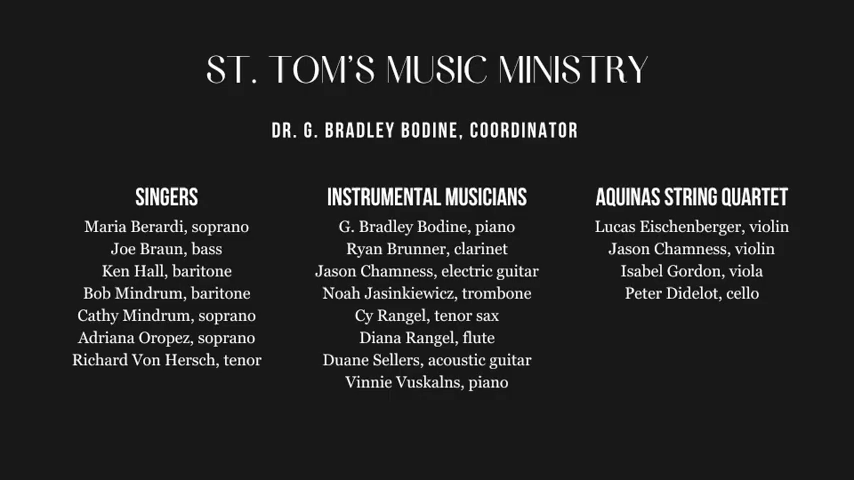 ST. TOM'S MUSIC MINISTRY
DR. G. BRADLEY BODINE, COORDINATOR
SINGERS
Maria Berardi, soprano
Joe Braun, bass
Ken Hall, baritone
Bob Mindrum, baritone
Cathy Mindrum, soprano
Adriana Oropez, soprano
Richard Von Hersch, tenor
INSTRUMENTAL MUSICIANS
G. Bradley Bodine, piano
Ryan Brunner, clarinet
Jason Chamness, electric guitar
Noah Jasinkiewicz, trombone
Cy Rangel, tenor sax
Diana Rangel, flute
Duane Sellers, acoustic guitar
Vinnie Vuskalns, piano
AQUINAS STRING QUARTET
Lucas Eischenberger, violin
Jason Chamness, violin
Isabel Gordon, viola
Peter Didelot, cello